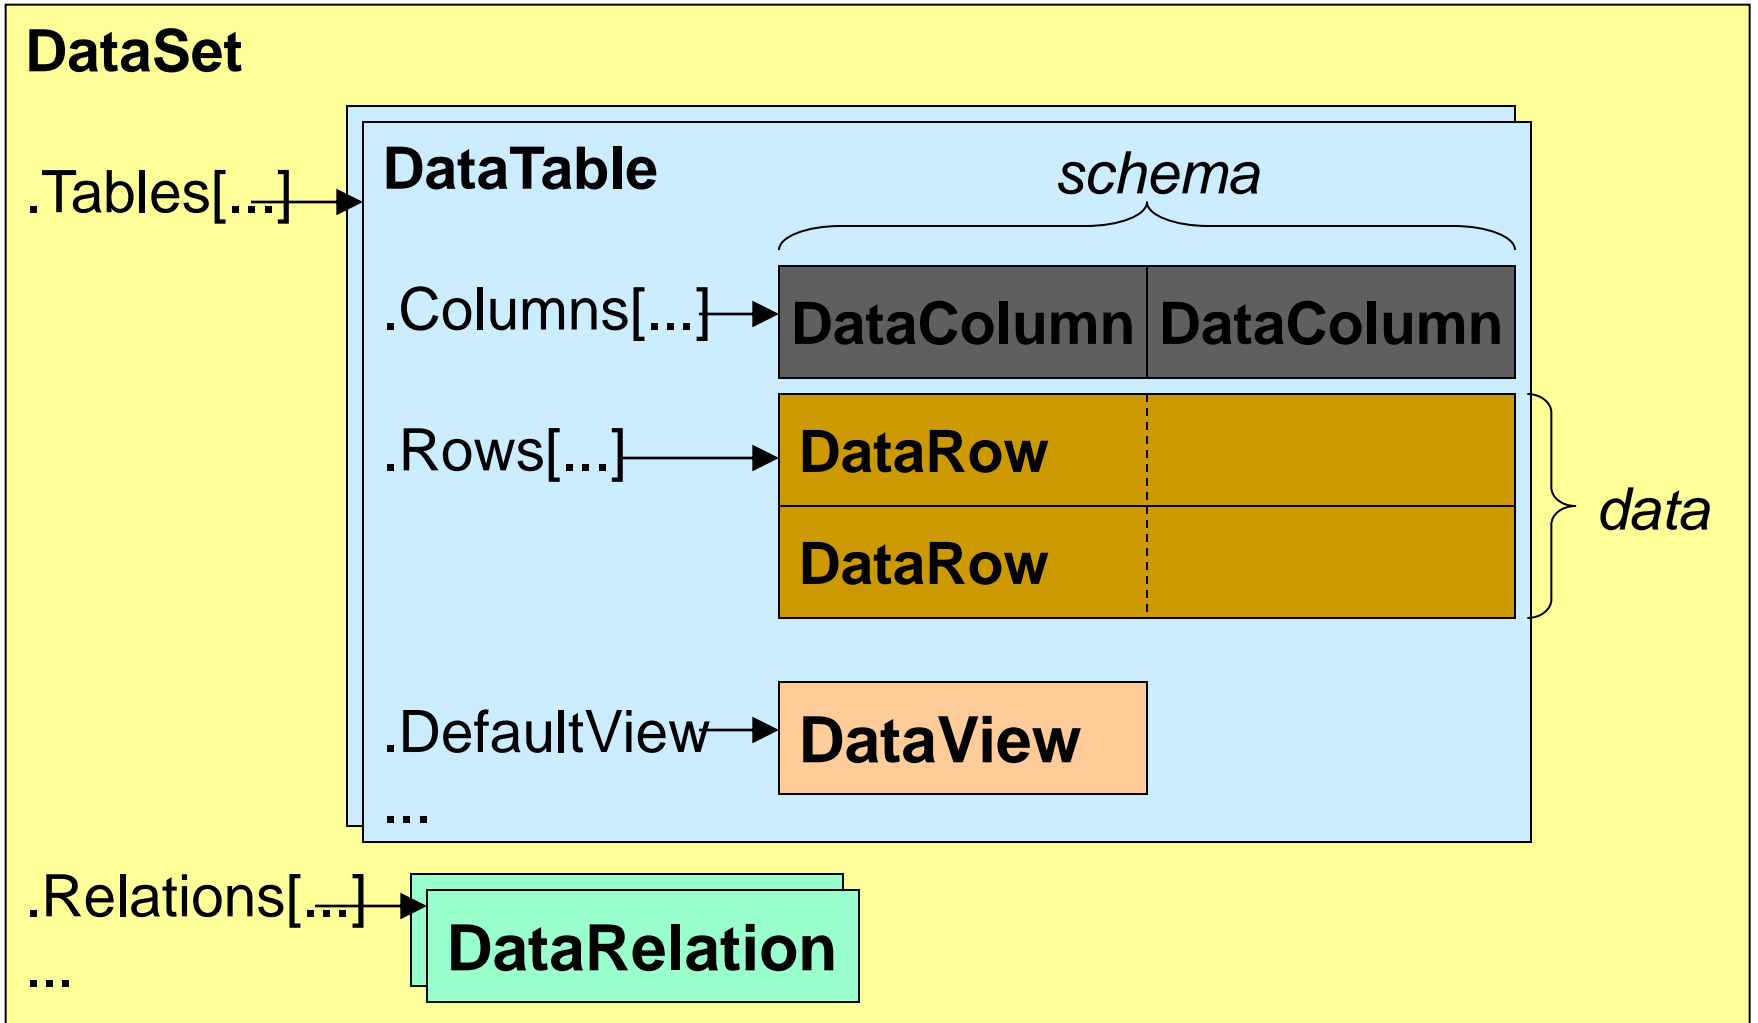 DataSet
.Tables[...]
DataTable
schema
.Columns[...]
DataColumn DataColumn
.Rows[...]
DataRow
DataRow
data
.DefaultView
DataView
...
.Relations[...]
DataRelation
...